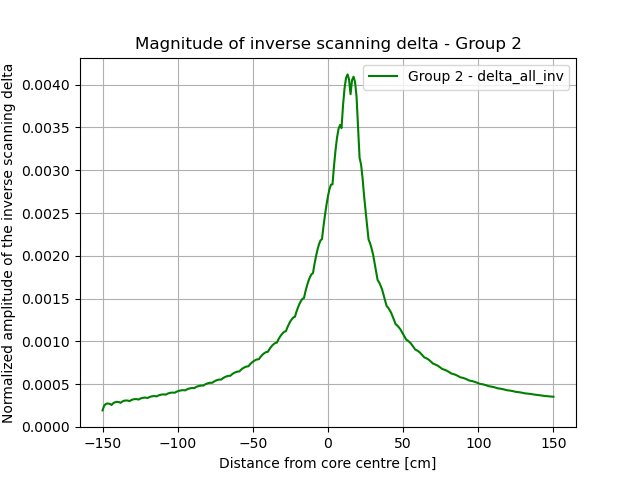 Magnitude of inverse scanning delta - Group 2
Group 2 - delta_all_inv
Normalized amplitude of the inverse scanning delta
0.0040
0.0035
0.0030
0.0025
0.0020
0.0015
0.0010
0.0005
0.0000
−150 −100 −50 0 50 100 150
Distance from core centre [cm]